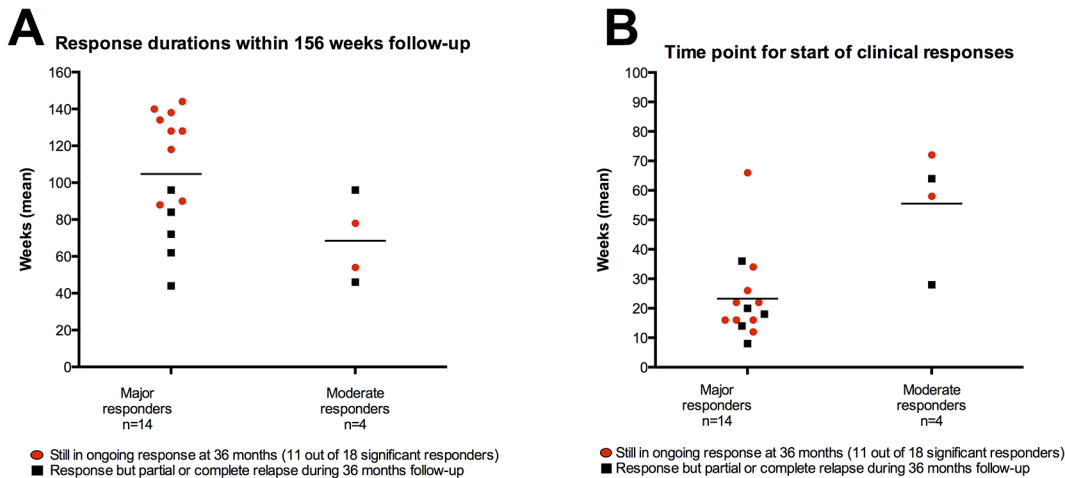 A
Response durations within 156 weeks follow-up
Weeks (mean)
160
140
120
100
80
60
40
20
0
Major
responders
n=14
Moderate
responders
n=4
Still in ongoing response at 36 months (11 out of 18 significant responders)
Response but partial or complete relapse during 36 months follow-up
B
Time point for start of clinical responses
Weeks (mean)
100
90
80
70
60
50
40
30
20
10
0
Major
responders
n=14
Moderate
responders
n=4
Still in ongoing response at 36 months (11 out of 18 significant responders)
Response but partial or complete relapse during 36 months follow-up